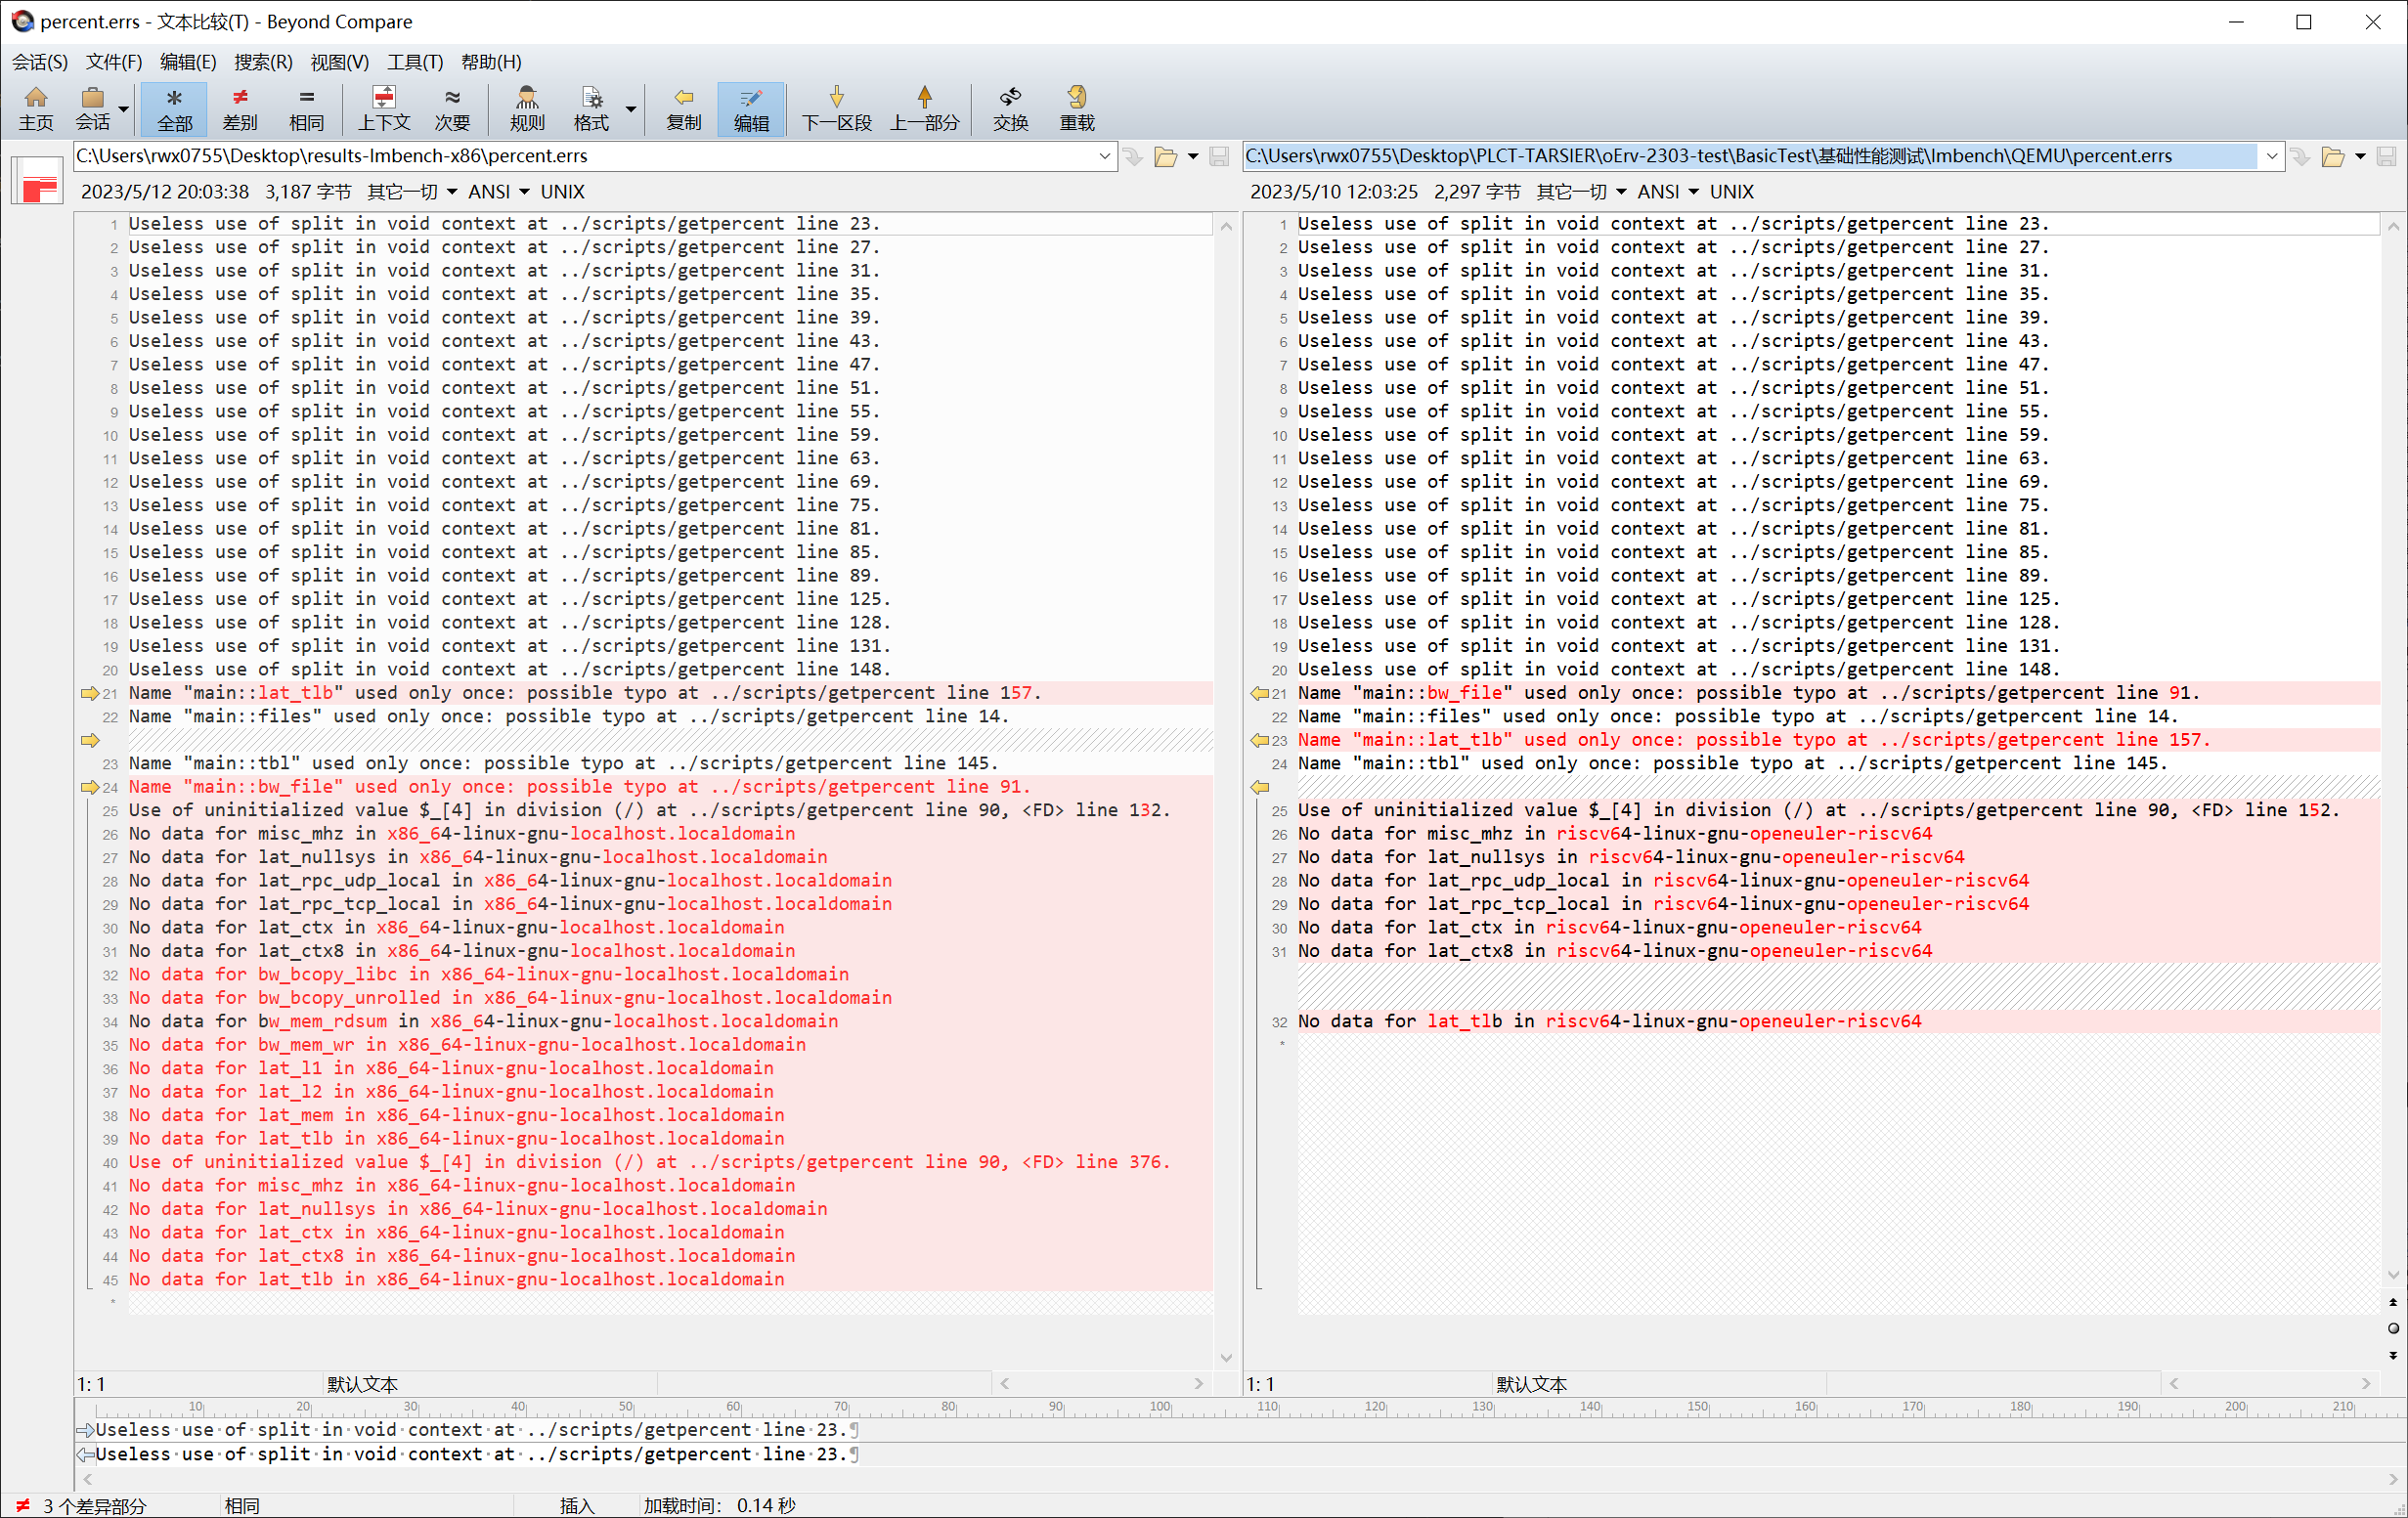 percent.errs - 文本比较(T) - Beyond Compare
会话(S) 文件(F) 编辑(E) 搜索(R) 视图(V) 工具(T) 帮助(H)
主页 会话 全部 差别 相同 上下文 次要 规则 格式 复制 编辑 下一区段 上一部分 交换 重载
C:\Users\rwx0755\Desktop\results-lmbench-x86\percent.errs
2023/5/12 20:03:38 3,187 字节 其它一切 ANSI UNIX
1 Useless use of split in void context at ../scripts/getpercent line 23.
2 Useless use of split in void context at ../scripts/getpercent line 27.
3 Useless use of split in void context at ../scripts/getpercent line 31.
4 Useless use of split in void context at ../scripts/getpercent line 35.
5 Useless use of split in void context at ../scripts/getpercent line 39.
6 Useless use of split in void context at ../scripts/getpercent line 43.
7 Useless use of split in void context at ../scripts/getpercent line 47.
8 Useless use of split in void context at ../scripts/getpercent line 51.
9 Useless use of split in void context at ../scripts/getpercent line 55.
10 Useless use of split in void context at ../scripts/getpercent line 59.
11 Useless use of split in void context at ../scripts/getpercent line 63.
12 Useless use of split in void context at ../scripts/getpercent line 69.
13 Useless use of split in void context at ../scripts/getpercent line 75.
14 Useless use of split in void context at ../scripts/getpercent line 81.
15 Useless use of split in void context at ../scripts/getpercent line 85.
16 Useless use of split in void context at ../scripts/getpercent line 89.
17 Useless use of split in void context at ../scripts/getpercent line 125.
18 Useless use of split in void context at ../scripts/getpercent line 128.
19 Useless use of split in void context at ../scripts/getpercent line 131.
20 Useless use of split in void context at ../scripts/getpercent line 148.
21 Name "main::lat_tlb" used only once: possible typo at ../scripts/getpercent line 157.
22 Name "main::files" used only once: possible typo at ../scripts/getpercent line 14.
23 Name "main::tbl" used only once: possible typo at ../scripts/getpercent line 145.
24 Name "main::bw_file" used only once: possible typo at ../scripts/getpercent line 91.
25 Use of uninitialized value $_[4] in division (/) at ../scripts/getpercent line 90, <FD> line 132.
26 No data for misc_mhz in x86_64-linux-gnu-localhost.localdomain
27 No data for lat_nullsys in x86_64-linux-gnu-localhost.localdomain
28 No data for lat_rpc_udp_local in x86_64-linux-gnu-localhost.localdomain
29 No data for lat_rpc_tcp_local in x86_64-linux-gnu-localhost.localdomain
30 No data for lat_ctx in x86_64-linux-gnu-localhost.localdomain
31 No data for lat_ctx8 in x86_64-linux-gnu-localhost.localdomain
32 No data for bw_bcopy_libc in x86_64-linux-gnu-localhost.localdomain
33 No data for bw_bcopy_unrolled in x86_64-linux-gnu-localhost.localdomain
34 No data for bw_mem_rdsum in x86_64-linux-gnu-localhost.localdomain
35 No data for bw_mem_wr in x86_64-linux-gnu-localhost.localdomain
36 No data for lat_l1 in x86_64-linux-gnu-localhost.localdomain
37 No data for lat_l2 in x86_64-linux-gnu-localhost.localdomain
38 No data for lat_mem in x86_64-linux-gnu-localhost.localdomain
39 No data for lat_tlb in x86_64-linux-gnu-localhost.localdomain
40 Use of uninitialized value $_[4] in division (/) at ../scripts/getpercent line 90, <FD> line 376.
41 No data for misc_mhz in x86_64-linux-gnu-localhost.localdomain
42 No data for lat_nullsys in x86_64-linux-gnu-localhost.localdomain
43 No data for lat_ctx in x86_64-linux-gnu-localhost.localdomain
44 No data for lat_ctx8 in x86_64-linux-gnu-localhost.localdomain
45 No data for lat_tlb in x86_64-linux-gnu-localhost.localdomain
*
1: 1 默认文本
C:\Users\rwx0755\Desktop\PLCT-TARSIER\oErv-2303-test\BasicTest\基础性能测试\lmbench\QEMU\percent.errs
2023/5/10 12:03:25 2,297 字节 其它一切 ANSI UNIX
1 Useless use of split in void context at ../scripts/getpercent line 23.
2 Useless use of split in void context at ../scripts/getpercent line 27.
3 Useless use of split in void context at ../scripts/getpercent line 31.
4 Useless use of split in void context at ../scripts/getpercent line 35.
5 Useless use of split in void context at ../scripts/getpercent line 39.
6 Useless use of split in void context at ../scripts/getpercent line 43.
7 Useless use of split in void context at ../scripts/getpercent line 47.
8 Useless use of split in void context at ../scripts/getpercent line 51.
9 Useless use of split in void context at ../scripts/getpercent line 55.
10 Useless use of split in void context at ../scripts/getpercent line 59.
11 Useless use of split in void context at ../scripts/getpercent line 63.
12 Useless use of split in void context at ../scripts/getpercent line 69.
13 Useless use of split in void context at ../scripts/getpercent line 75.
14 Useless use of split in void context at ../scripts/getpercent line 81.
15 Useless use of split in void context at ../scripts/getpercent line 85.
16 Useless use of split in void context at ../scripts/getpercent line 89.
17 Useless use of split in void context at ../scripts/getpercent line 125.
18 Useless use of split in void context at ../scripts/getpercent line 128.
19 Useless use of split in void context at ../scripts/getpercent line 131.
20 Useless use of split in void context at ../scripts/getpercent line 148.
21 Name "main::bw_file" used only once: possible typo at ../scripts/getpercent line 91.
22 Name "main::files" used only once: possible typo at ../scripts/getpercent line 14.
23 Name "main::lat_tlb" used only once: possible typo at ../scripts/getpercent line 157.
24 Name "main::tbl" used only once: possible typo at ../scripts/getpercent line 145.
25 Use of uninitialized value $_[4] in division (/) at ../scripts/getpercent line 90, <FD> line 152.
26 No data for misc_mhz in riscv64-linux-gnu-openeuler-riscv64
27 No data for lat_nullsys in riscv64-linux-gnu-openeuler-riscv64
28 No data for lat_rpc_udp_local in riscv64-linux-gnu-openeuler-riscv64
29 No data for lat_rpc_tcp_local in riscv64-linux-gnu-openeuler-riscv64
30 No data for lat_ctx in riscv64-linux-gnu-openeuler-riscv64
31 No data for lat_ctx8 in riscv64-linux-gnu-openeuler-riscv64
32 No data for lat_tlb in riscv64-linux-gnu-openeuler-riscv64
*
1: 1 默认文本
10 20 30 40 50 60 70 80 90 100 110 120 130 140 150 160 170 180 190 200 210
Useless·use·of·split·in·void·context·at·../scripts/getpercent·line·23.¶
Useless·use·of·split·in·void·context·at·../scripts/getpercent·line·23.¶
3 个差异部分 相同 插入 加载时间: 0.14 秒